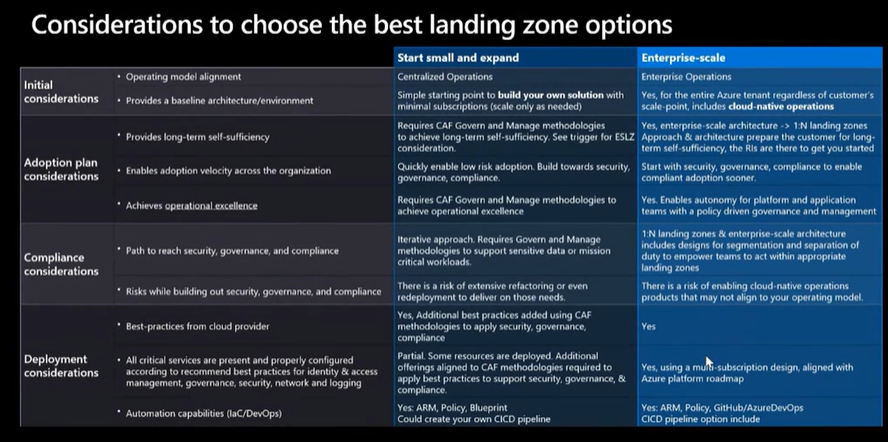 Considerations to choose the best landing zone options
Start small and expand
Enterprise-scale
Initial
considerations
• Operating model alignment
Centralized Operations
Enterprise Operations
• Provides a baseline architecture/environment
Simple starting point to build your own solution with
minimal subscriptions (scale only as needed)
Yes, for the entire Azure tenant regardless of customer's
scale-point, includes cloud-native operations
Adoption plan
considerations
• Provides long-term self-sufficiency
Requires CAF Govern and Manage methodologies
to achieve long-term self-sufficiency. See trigger for ESLZ
consideration.
Yes, enterprise-scale architecture -> 1:N landing zones
Approach & architecture prepare the customer for long-
term self-sufficiency, the RIs are there to get you started
• Enables adoption velocity across the organization
Quickly enable low risk adoption. Build towards security,
governance, compliance.
Start with security, governance, compliance to enable
compliant adoption sooner.
• Achieves operational excellence
Requires CAF Govern and Manage methodologies to
achieve operational excellence
Yes. Enables autonomy for platform and application
teams with a policy driven governance and management
Compliance
considerations
• Path to reach security, governance, and compliance
Iterative approach. Requires Govern and Manage
methodologies to support sensitive data or mission
critical workloads.
1:N landing zones & enterprise-scale architecture
includes designs for segmentation and separation of
duty to empower teams to act within appropriate
landing zones
• Risks while building out security, governance, and compliance
There is a risk of extensive refactoring or even
redeployment to deliver on those needs.
There is a risk of enabling cloud-native operations
products that may not align to your operating model.
Deployment
considerations
• Best-practices from cloud provider
Yes, Additional best practices added using CAF
methodologies to apply security, governance,
compliance
Yes
• All critical services are present and properly configured
according to recommend best practices for identity & access
management, governance, security, network and logging
Partial. Some resources are deployed. Additional
offerings aligned to CAF methodologies required to
apply best practices to support security, governance, &
compliance.
Yes, using a multi-subscription design, aligned with
Azure platform roadmap
• Automation capabilities (IaC/DevOps)
Yes: ARM, Policy, Blueprint
Could create your own CICD pipeline
Yes: ARM, Policy, GitHub/AzureDevOps
CICD pipeline option include